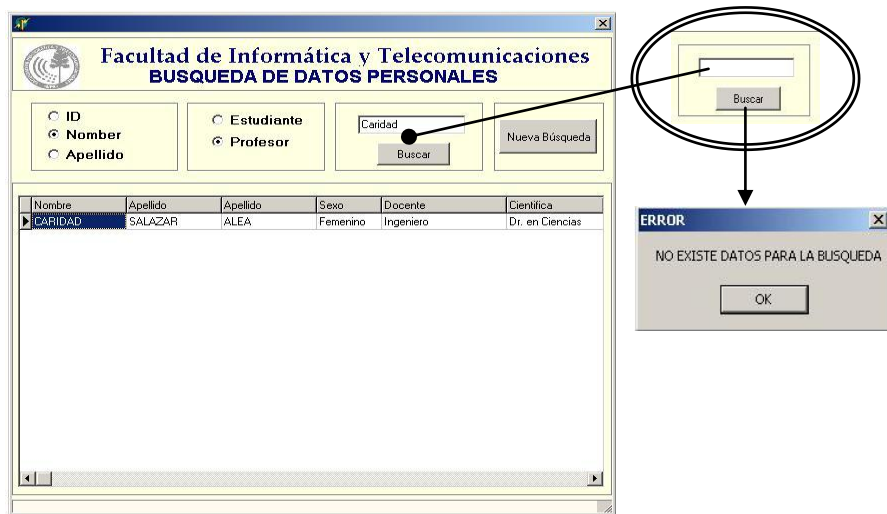 Facultad de Informática y Telecomunicaciones
BUSQUEDA DE DATOS PERSONALES
ID
Nomber
Apellido
Estudiante
Profesor
Caridad
Buscar
Nueva Búsqueda
Nombre Apellido Apellido Sexo Docente Cientifica
CARIDAD SALAZAR ALEA Femenino Ingeniero Dr. en Ciencias
Buscar
ERROR
NO EXISTE DATOS PARA LA BUSQUEDA
OK